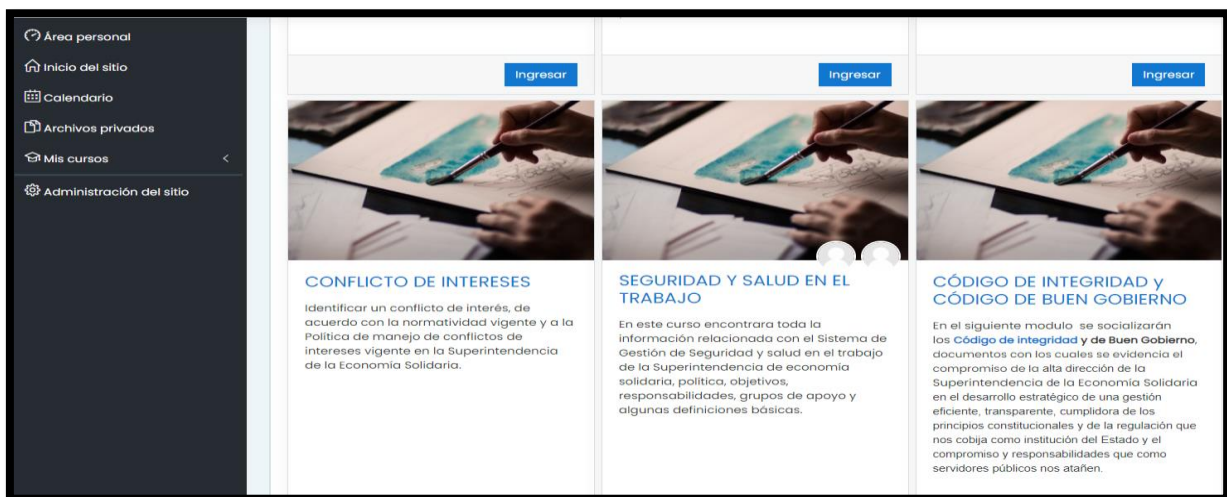 Área personal
Inicio del sitio
Calendario
Archivos privados
Mis cursos
Administración del sitio
Ingresar
Ingresar
Ingresar
CONFLICTO DE INTERESES
Identificar un conflicto de interés, de
acuerdo con la normatividad vigente y a la
Política de manejo de conflictos de
intereses vigente en la Superintendencia
de la Economía Solidaria.
SEGURIDAD Y SALUD EN EL
TRABAJO
En este curso encontrara toda la
información relacionada con el Sistema de
Gestión de Seguridad y salud en el trabajo
de la Superintendencia de economía
solidaria, política, objetivos,
responsabilidades, grupos de apoyo y
algunas definiciones básicas.
CÓDIGO DE INTEGRIDAD y
CÓDIGO DE BUEN GOBIERNO
En el siguiente modulo se socializarán
los Código de integridad y de Buen Gobierno,
documentos con los cuales se evidencia el
compromiso de la alta dirección de la
Superintendencia de la Economía Solidaria
en el desarrollo estratégico de una gestión
eficiente, transparente, cumplidora de los
principios constitucionales y de la regulación que
nos cobija como institución del Estado y el
compromiso y responsabilidades que como
servidores públicos nos atañen.